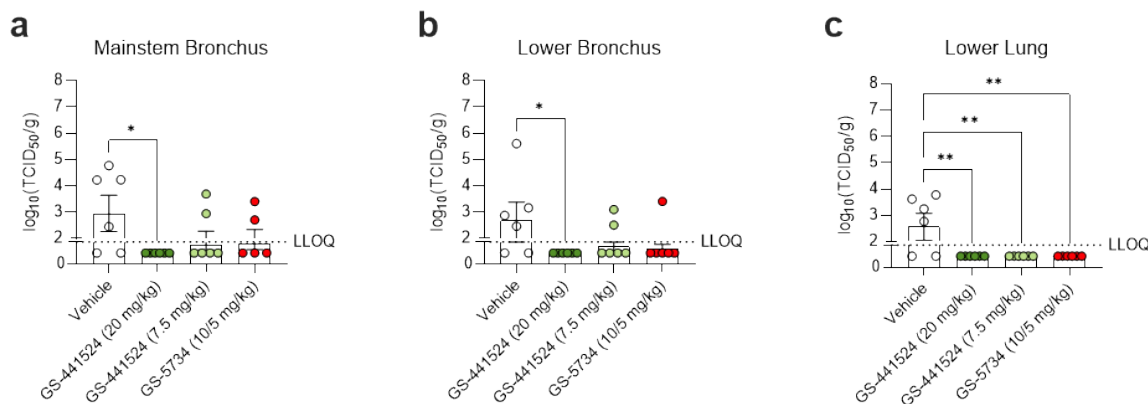 a
Mainstem Bronchus
log10(TCID50/g)
8
7
6
5
4
3
2
0
*
LLOQ
Vehicle
GS-441524 (20 mg/kg)
GS-441524 (7.5 mg/kg)
GS-5734 (10/5 mg/kg)
b
Lower Bronchus
log10(TCID50/g)
8
7
6
5
4
3
2
0
*
LLOQ
Vehicle
GS-441524 (20 mg/kg)
GS-441524 (7.5 mg/kg)
GS-5734 (10/5 mg/kg)
c
Lower Lung
log10(TCID50/g)
8
7
6
5
4
3
2
0
**
**
**
LLOQ
Vehicle
GS-441524 (20 mg/kg)
GS-441524 (7.5 mg/kg)
GS-5734 (10/5 mg/kg)